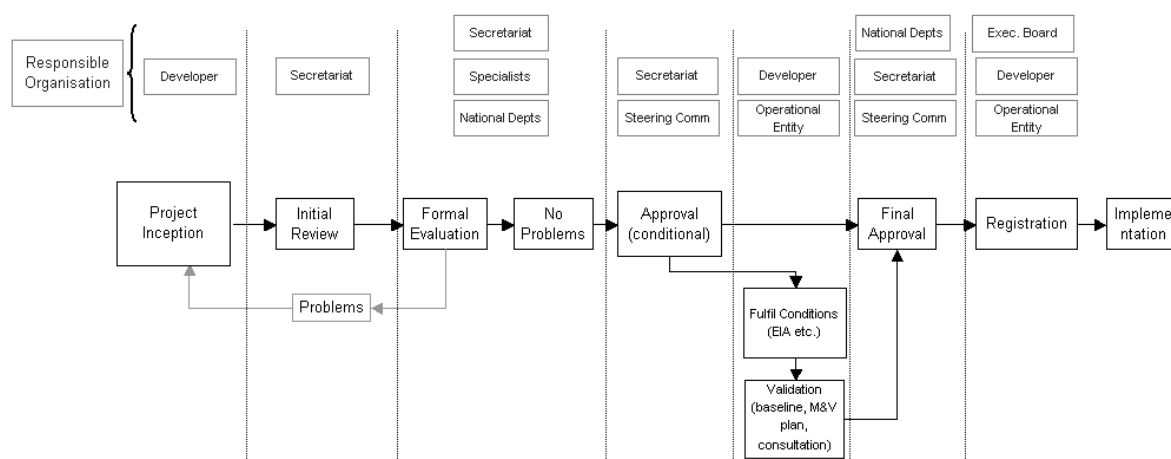 Responsible
Organisation
Developer
Secretariat
Secretariat
Specialists
National Depts
Secretariat
Steering Comm
Developer
Operational
Entity
National Depts
Secretariat
Steering Comm
Exec. Board
Developer
Operational
Entity
Project
Inception
Initial
Review
Formal
Evaluation
No
Problems
Approval
(conditional)
Final
Approval
Registration
Impleme
ntation
Problems
Fulfil Conditions
(EIA etc.)
Validation
(baseline, M&V
plan,
consultation)